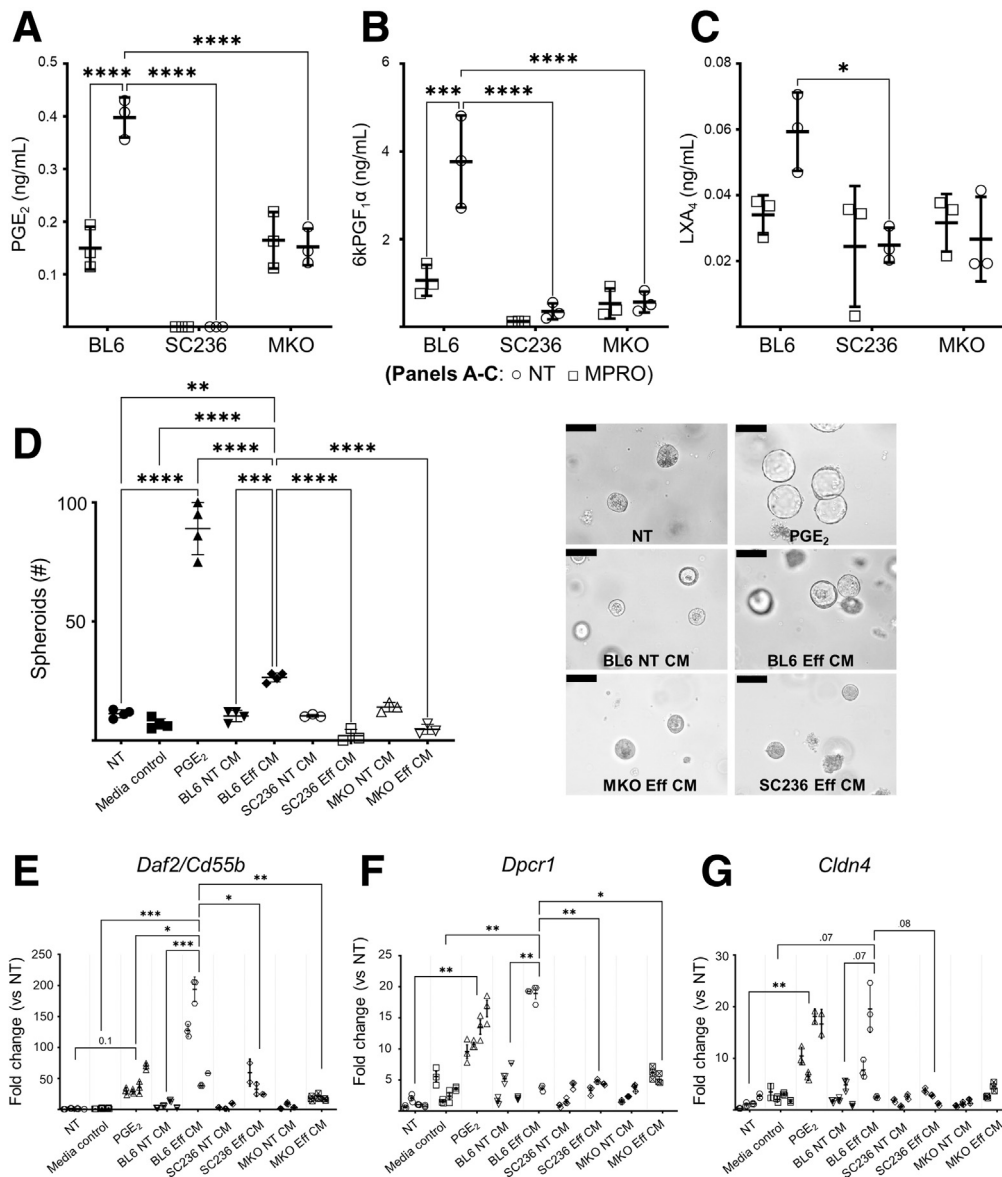 A
B
C
**** ****
PGE2 (ng/mL)
0.5
0.4
0.3
0.2
0.1
BL6 SC236 MKO
****
*** ****
6kPGF1α (ng/mL)
6
4
2
BL6 SC236 MKO
*
LXA4 (ng/mL)
0.08
0.06
0.04
0.02
0
BL6 SC236 MKO
(Panels A-C: ○ NT □ MPRO)
D
**
****
**** ****
**** *** ****
Spheroids (#)
100
50
NT
Media control
PGE2
BL6 NT CM
BL6 Eff CM
SC236 NT CM
SC236 Eff CM
MKO NT CM
MKO Eff CM
NT
PGE2
BL6 NT CM
BL6 Eff CM
MKO Eff CM
SC236 Eff CM
E
Daf2/Cd55b
**
*** *
*
***
0.1
Fold change (vs NT)
250
200
150
100
50
0
NT
Media control
PGE2
BL6 NT CM
BL6 Eff CM
SC236 NT CM
SC236 Eff CM
MKO NT CM
MKO Eff CM
F
Dpcr1
*
** **
**
**
Fold change (vs NT)
25
20
15
10
5
0
NT
Media control
PGE2
BL6 NT CM
BL6 Eff CM
SC236 NT CM
SC236 Eff CM
MKO NT CM
MKO Eff CM
G
Cldn4
.07 08
.07
**
Fold change (vs NT)
30
20
10
0
NT
Media control
PGE2
BL6 NT CM
BL6 Eff CM
SC236 NT CM
SC236 Eff CM
MKO NT CM
MKO Eff CM